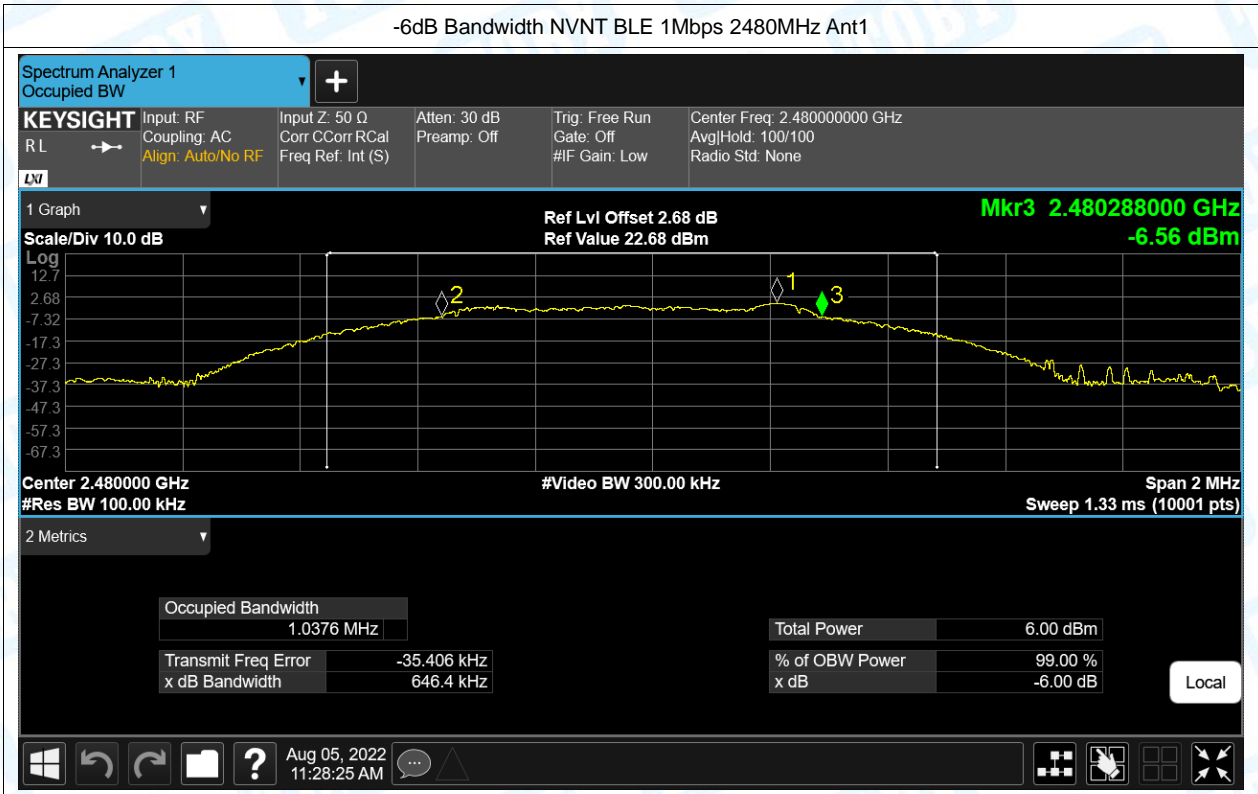 -6dB Bandwidth NVNT BLE 1Mbps 2480MHz Ant1
Spectrum Analyzer 1
Occupied BW
KEYSIGHT
RL
LXI
Input: RF
Coupling: AC
Align: Auto/No RF
Input Z: 50 Ω
Corr CCorr RCal
Freq Ref: Int (S)
Atten: 30 dB
Preamp: Off
Trig: Free Run
Gate: Off
#IF Gain: Low
Center Freq: 2.480000000 GHz
Avg|Hold: 100/100
Radio Std: None
1 Graph
Scale/Div 10.0 dB
Ref Lvl Offset 2.68 dB
Ref Value 22.68 dBm
Mkr3 2.480288000 GHz
-6.56 dBm
Log
12.7
2.68
-7.32
-17.3
-27.3
-37.3
-47.3
-57.3
-67.3
2
1
3
Center 2.480000 GHz
#Video BW 300.00 kHz
Span 2 MHz
#Res BW 100.00 kHz
Sweep 1.33 ms (10001 pts)
2 Metrics
Occupied Bandwidth
1.0376 MHz
Total Power 6.00 dBm
Transmit Freq Error -35.406 kHz
% of OBW Power 99.00 %
x dB Bandwidth 646.4 kHz
x dB -6.00 dB
Local
?
Aug 05, 2022
11:28:25 AM